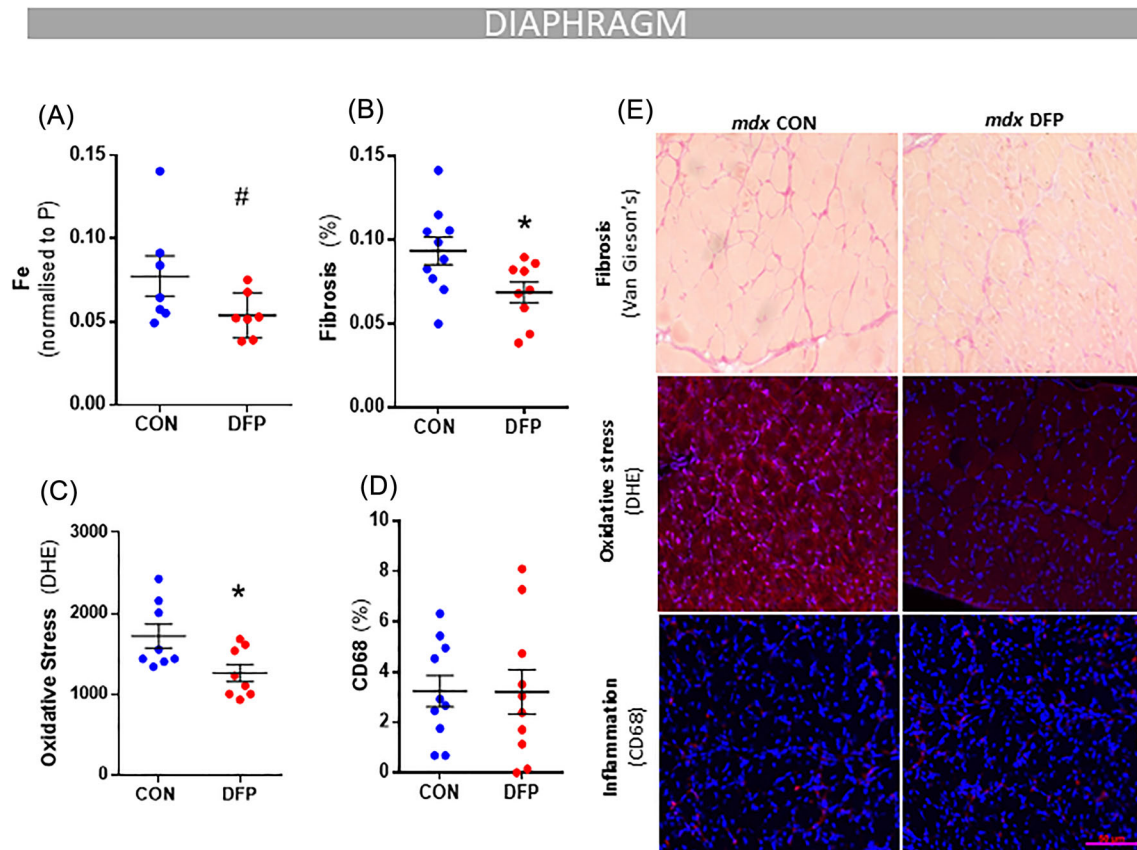 DIAPHRAGM
(A)
Fe
(normalised to P)
0.15
0.10
0.05
0.00
#
CON
DFP
(B)
Fibrosis (%)
0.15
0.10
0.05
0.00
*
CON
DFP
(C)
Oxidative Stress (DHE)
3000
2000
1000
0
*
CON
DFP
(D)
CD68 (%)
10
8
6
4
2
0
CON
DFP
(E)
mdx CON
mdx DFP
Fibrosis
(Van Gieson's)
Oxidative stress
(DHE)
Inflammation
(CD68)